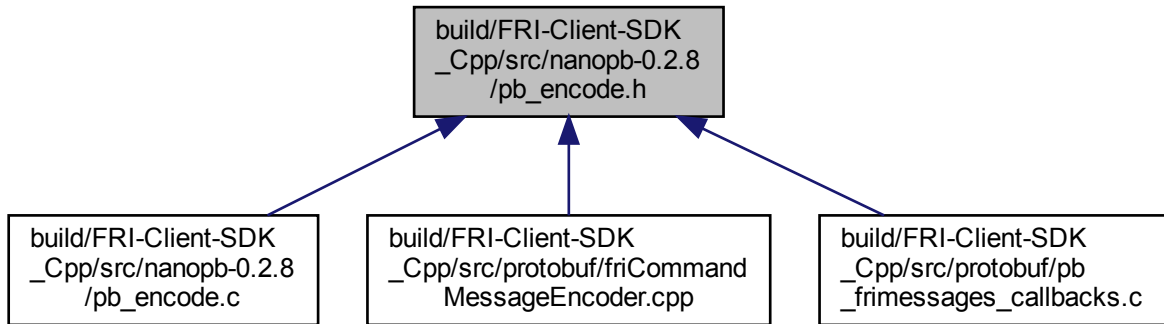 build/FRI-Client-SDK
_Cpp/src/nanopb-0.2.8
/pb_encode.h
build/FRI-Client-SDK
_Cpp/src/nanopb-0.2.8
/pb_encode.c
build/FRI-Client-SDK
_Cpp/src/protobuf/friCommand
MessageEncoder.cpp
build/FRI-Client-SDK
_Cpp/src/protobuf/pb
_frimessages_callbacks.c